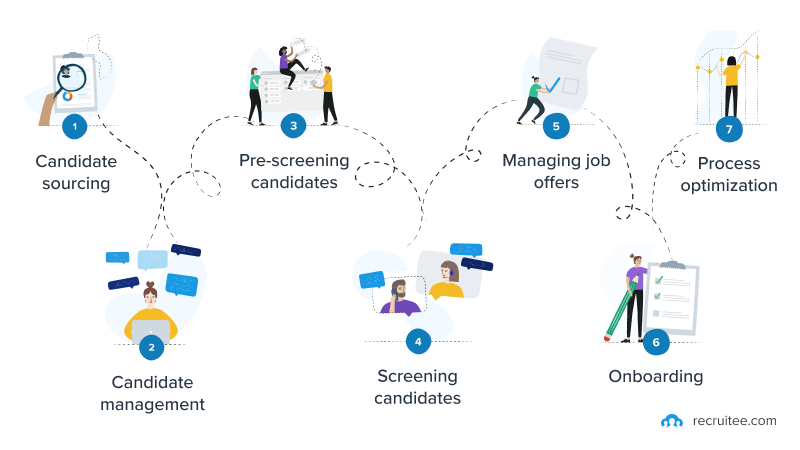 1
Candidate
sourcing
2
Candidate
management
3
Pre-screening
candidates
4
Screening
candidates
5
Managing job
offers
6
Onboarding
7
Process
optimization
recruitee.com